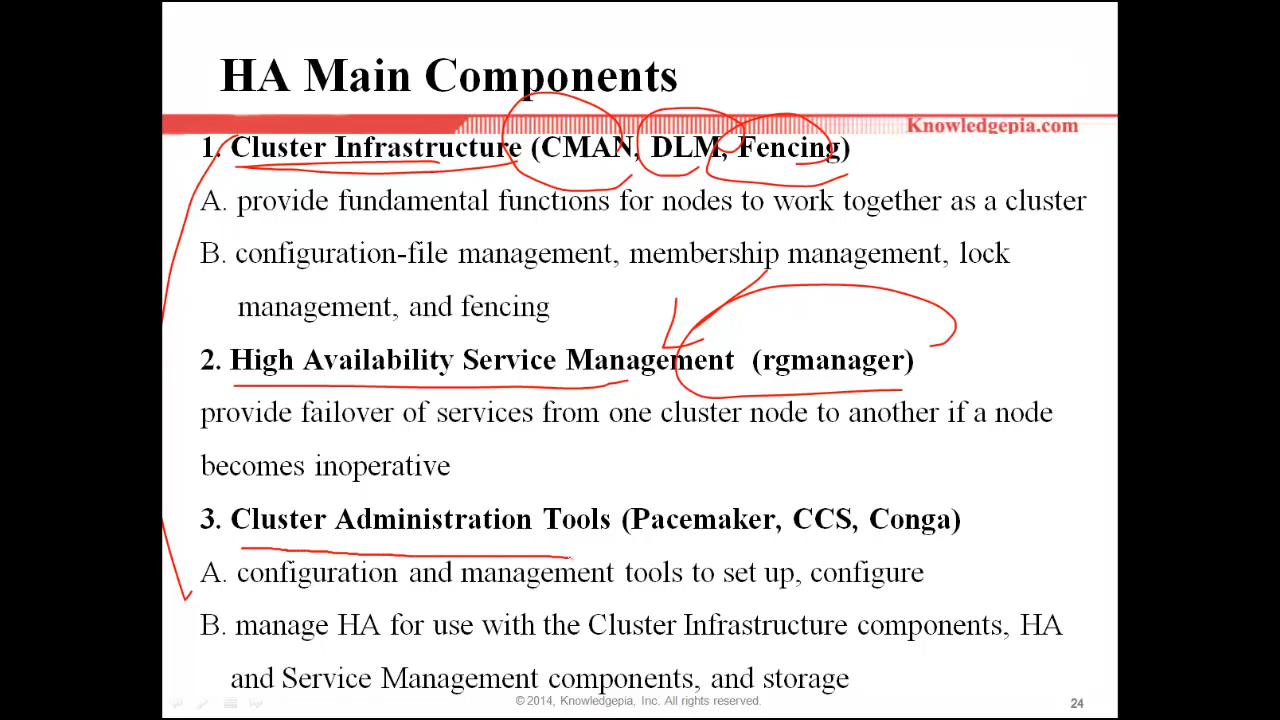 HA Main Components
Knowledgepia.com
1. Cluster Infrastructure (CMAN, DLM, Fencing)
A. provide fundamental functions for nodes to work together as a cluster
B. configuration-file management, membership management, lock
management, and fencing
2. High Availability Service Management (rgmanager)
provide failover of services from one cluster node to another if a node
becomes inoperative
3. Cluster Administration Tools (Pacemaker, CCS, Conga)
A. configuration and management tools to set up, configure
B. manage HA for use with the Cluster Infrastructure components, HA
and Service Management components, and storage
© 2014, Knowledgepia, Inc. All rights reserved.
24